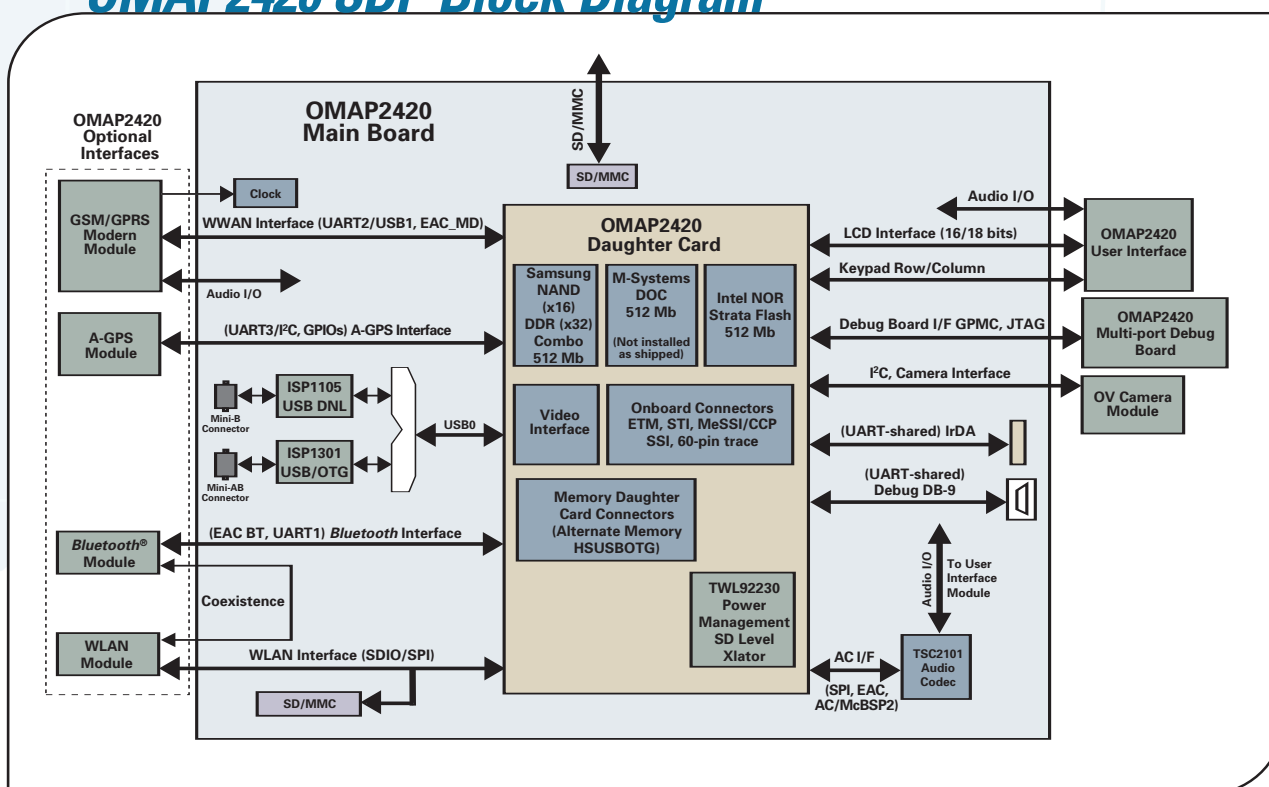 OMAP2420 SDP Block Diagram
OMAP2420
Optional
Interfaces
OMAP2420
Main Board
SD/MMC
SD/MMC
GSM/GPRS
Modern
Module
Clock
WWAN Interface (UART2/USB1, EAC_MD)
Audio I/O
A-GPS
Module
(UART3/I²C, GPIOs) A-GPS Interface
Mini-B
Connector
ISP1105
USB DNL
Mini-AB
Connector
ISP1301
USB/OTG
USB0
Bluetooth®
Module
(EAC BT, UART1) Bluetooth Interface
Coexistence
WLAN
Module
WLAN Interface (SDIO/SPI)
SD/MMC
OMAP2420
Daughter Card
Samsung
NAND
(x16)
DDR (x32)
Combo
512 Mb
M-Systems
DOC
512 Mb
(Not installed
as shipped)
Intel NOR
Strata Flash
512 Mb
Video
Interface
Onboard Connectors
ETM, STI, MeSSI/CCP
SSI, 60-pin trace
Memory Daughter
Card Connectors
(Alternate Memory
HSUSBOTG)
TWL92230
Power
Management
SD Level
Xlator
Audio I/O
LCD Interface (16/18 bits)
Keypad Row/Column
OMAP2420
User Interface
Debug Board I/F GPMC, JTAG
OMAP2420
Multi-port Debug
Board
I²C, Camera Interface
OV Camera
Module
(UART-shared) IrDA
(UART-shared)
Debug DB-9
Audio I/O
To User
Interface
Module
AC I/F
(SPI, EAC,
AC/McBSP2)
TSC2101
Audio
Codec